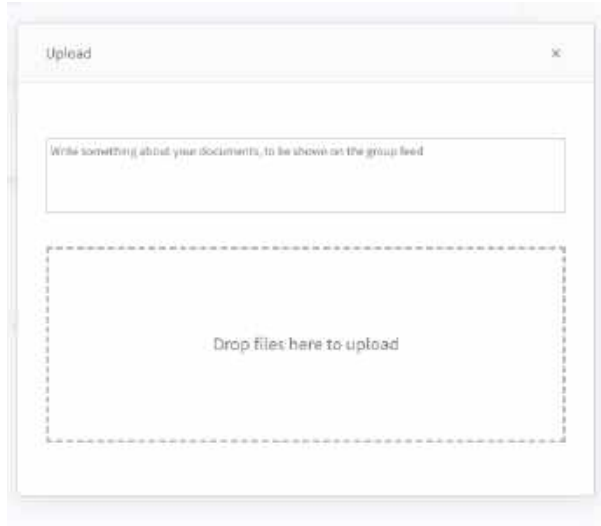 Upload ×
Write something about your documents, to be shown on the group feed
Drop files here to upload